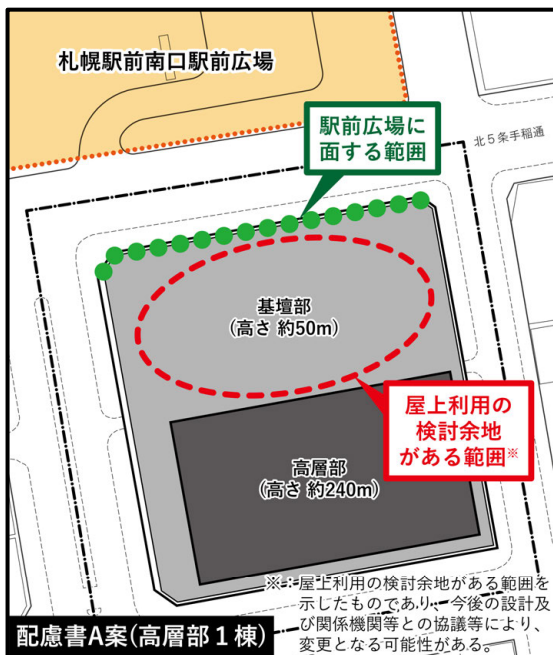 札幌駅前南口駅前広場
駅前広場に
面する範囲
北5条手稲通
基壇部
(高さ 約50m)
屋上利用の
検討余地
がある範囲※
高層部
(高さ 約240m)
※：屋上利用の検討余地がある範囲を
示したものであり、今後の設計及
び関係機関等との協議等により、
変更となる可能性がある。
配慮書A案(高層部1棟)